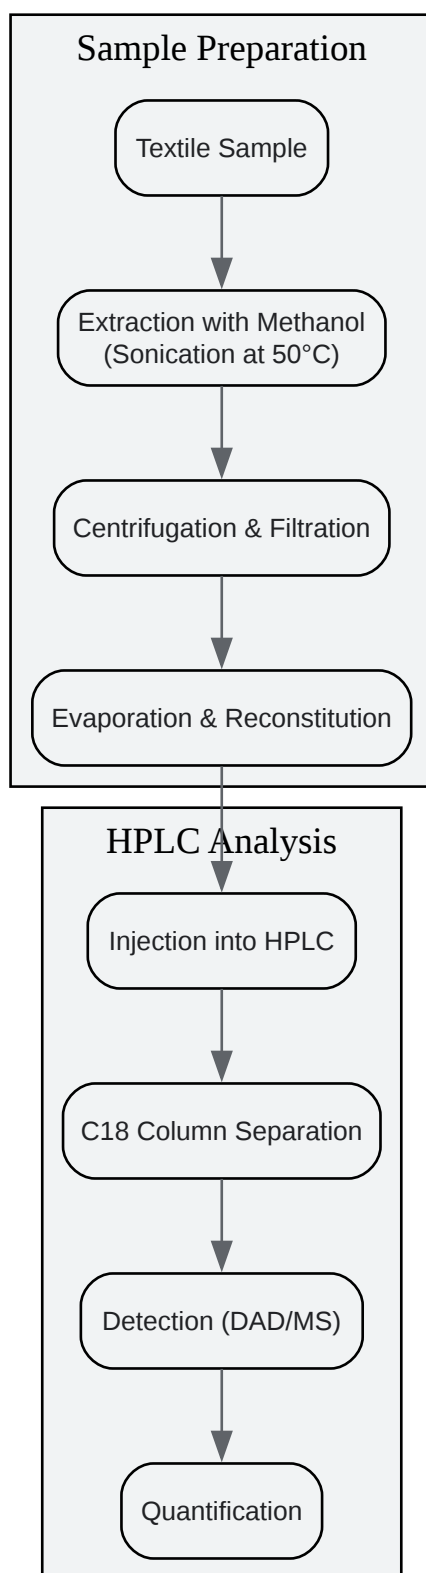 Sample Preparation
Textile Sample
Extraction with Methanol
(Sonication at 50°C)
Centrifugation & Filtration
Evaporation & Reconstitution
HPLC Analysis
Injection into HPLC
C18 Column Separation
Detection (DAD/MS)
Quantification